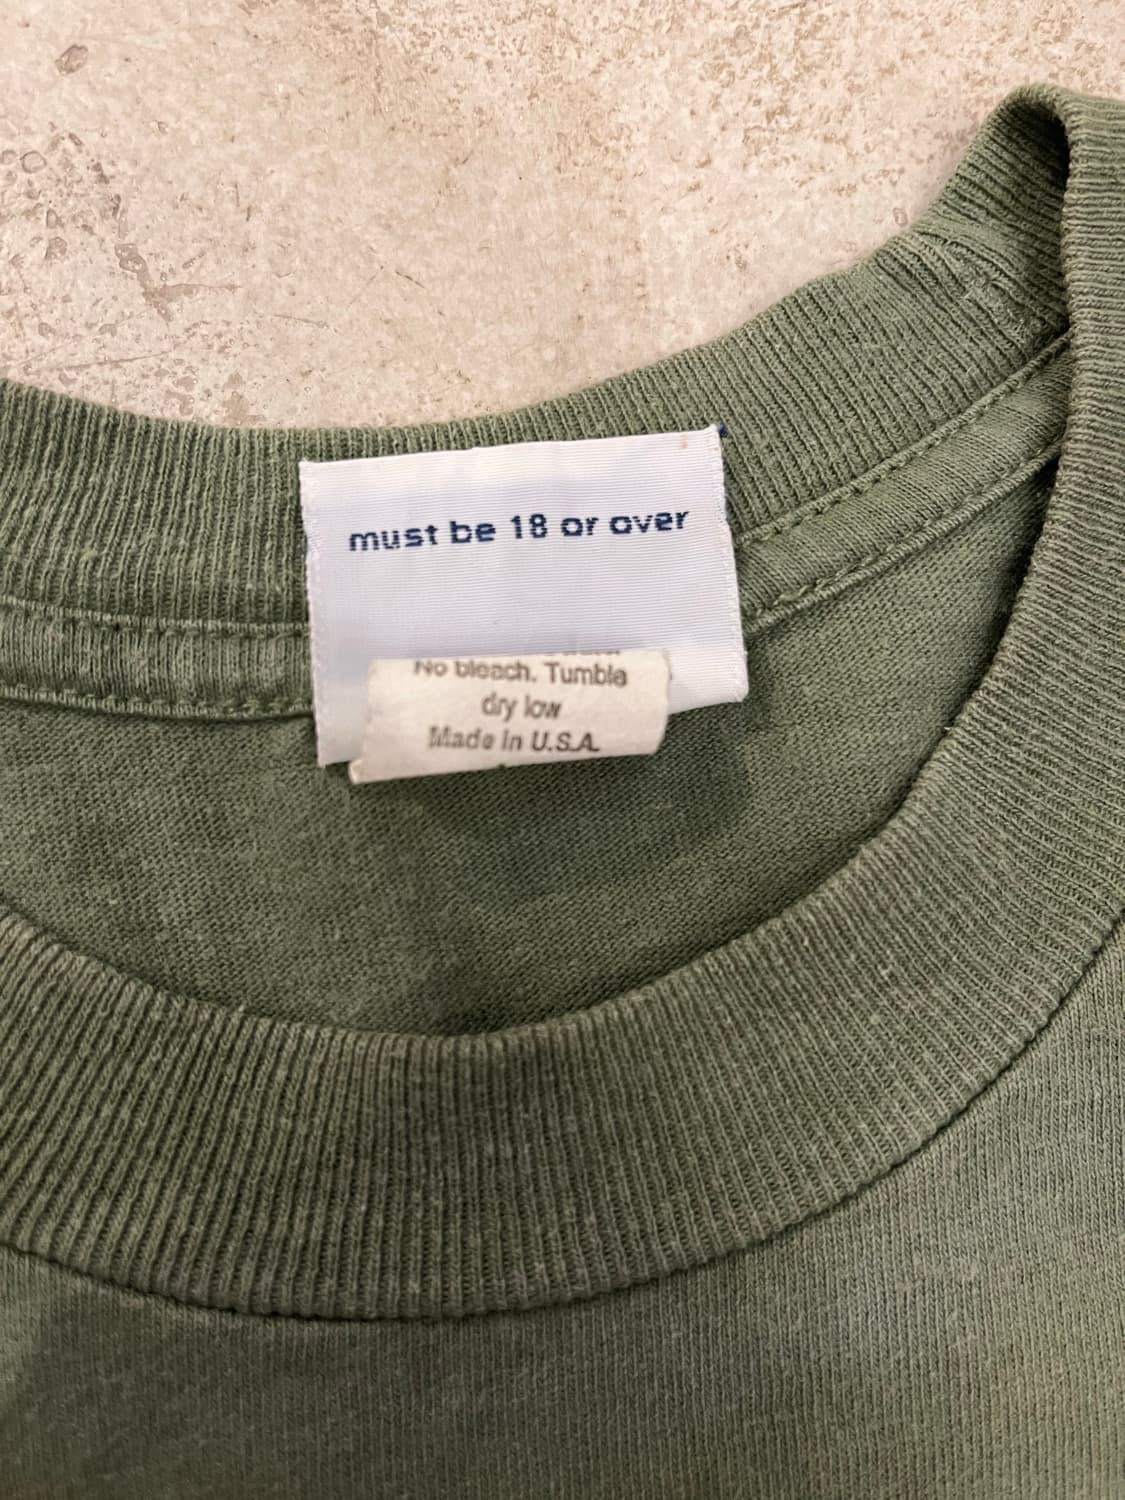 must be 18 or over
No bleach. Tumble
dry low
Made in U.S.A.